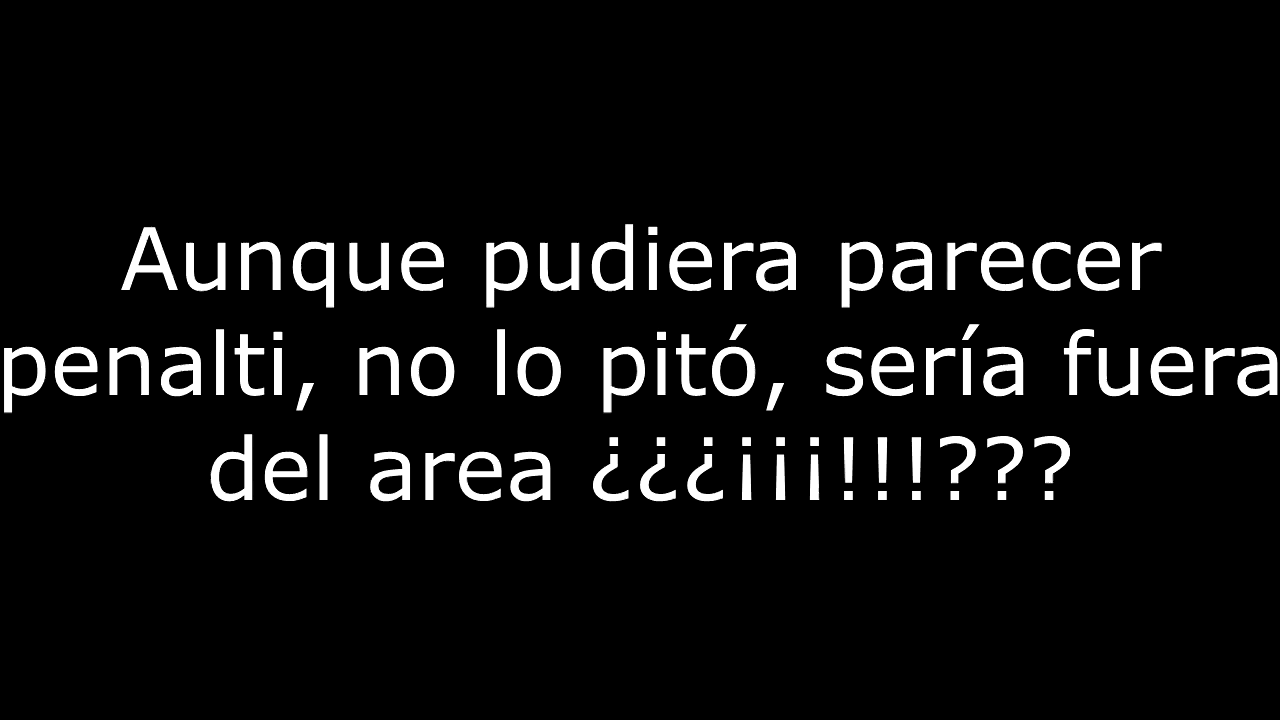 Aunque pudiera parecer
penalti, no lo pitó, sería fuera
del area ¿¿¿¡¡¡!!!???